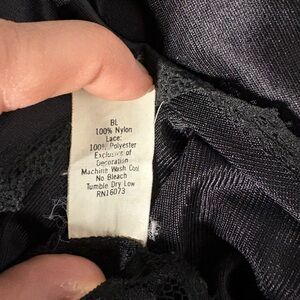 BL
100% Nylon
Lace:
100% Polyester
Exclusive of
Decoration
Machine Wash Cool
No Bleach
Tumble Dry Low
RN16073